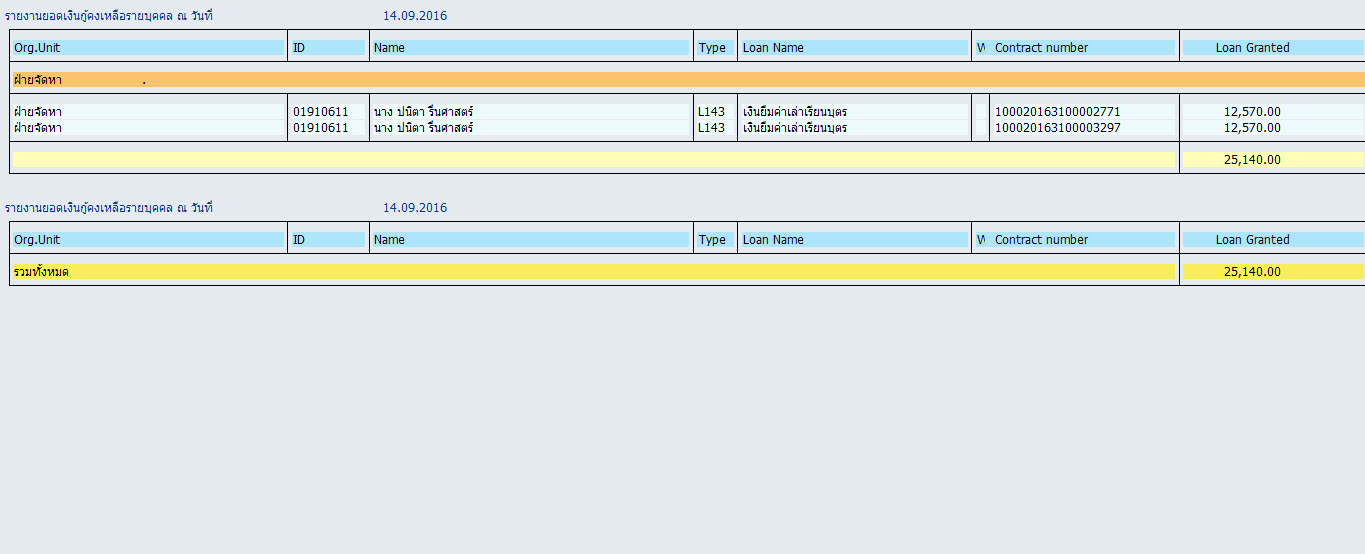 รายงานยอดเงินกู้คงเหลือรายบุคคล ณ วันที่ 14.09.2016
Org.Unit ID Name Type Loan Name W Contract number Loan Granted
ฝ่ายจัดหา .
ฝ่ายจัดหา 01910611 นาง ปนิตา รื่นศาสตร์ L143 เงินยืมค่าเล่าเรียนบุตร 100020163100002771 12,570.00
ฝ่ายจัดหา 01910611 นาง ปนิตา รื่นศาสตร์ L143 เงินยืมค่าเล่าเรียนบุตร 100020163100003297 12,570.00
25,140.00
รายงานยอดเงินกู้คงเหลือรายบุคคล ณ วันที่ 14.09.2016
Org.Unit ID Name Type Loan Name W Contract number Loan Granted
รวมทั้งหมด 25,140.00